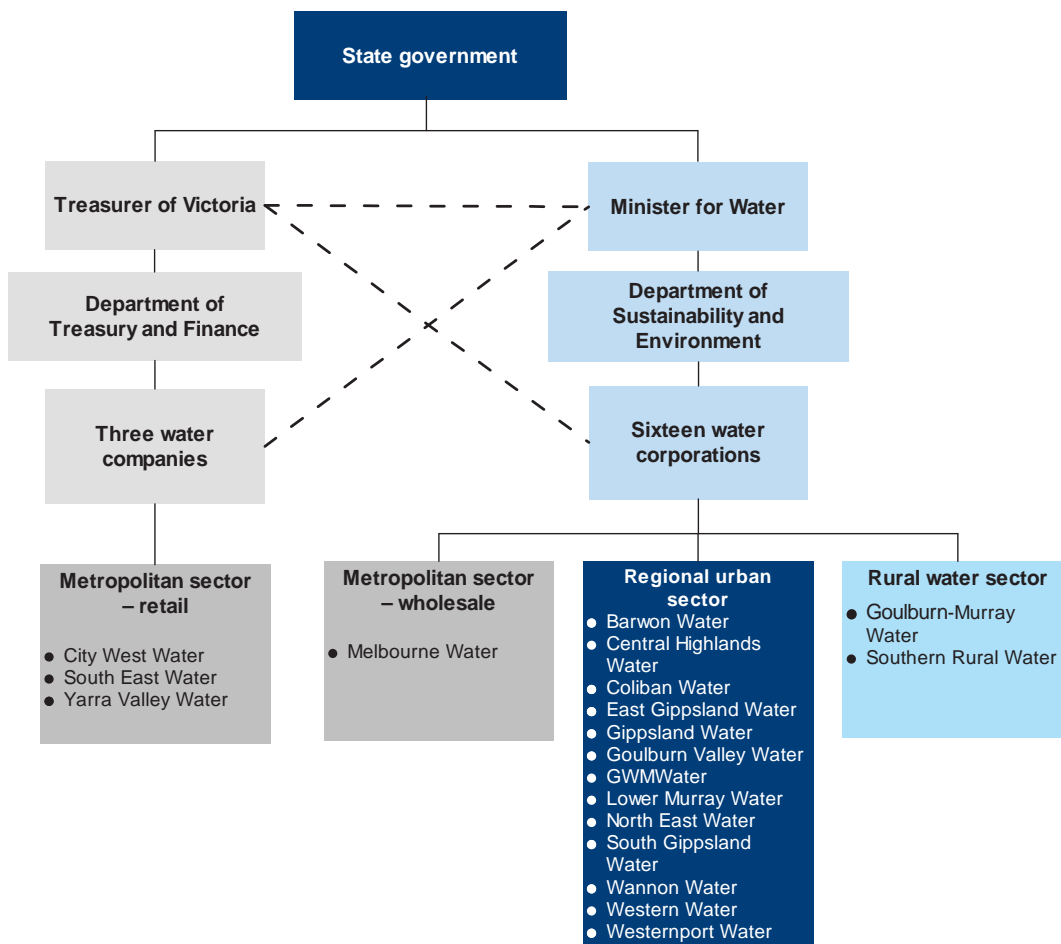 State government
Treasurer of Victoria
Minister for Water
Department of
Treasury and Finance
Department of
Sustainability and
Environment
Three water
companies
Sixteen water
corporations
Metropolitan sector
– retail
● City West Water
● South East Water
● Yarra Valley Water
Metropolitan sector
– wholesale
● Melbourne Water
Regional urban
sector
● Barwon Water
● Central Highlands
Water
● Coliban Water
● East Gippsland Water
● Gippsland Water
● Goulburn Valley Water
● GWMWater
● Lower Murray Water
● North East Water
● South Gippsland
Water
● Wannon Water
● Western Water
● Westernport Water
Rural water sector
● Goulburn-Murray
Water
● Southern Rural Water